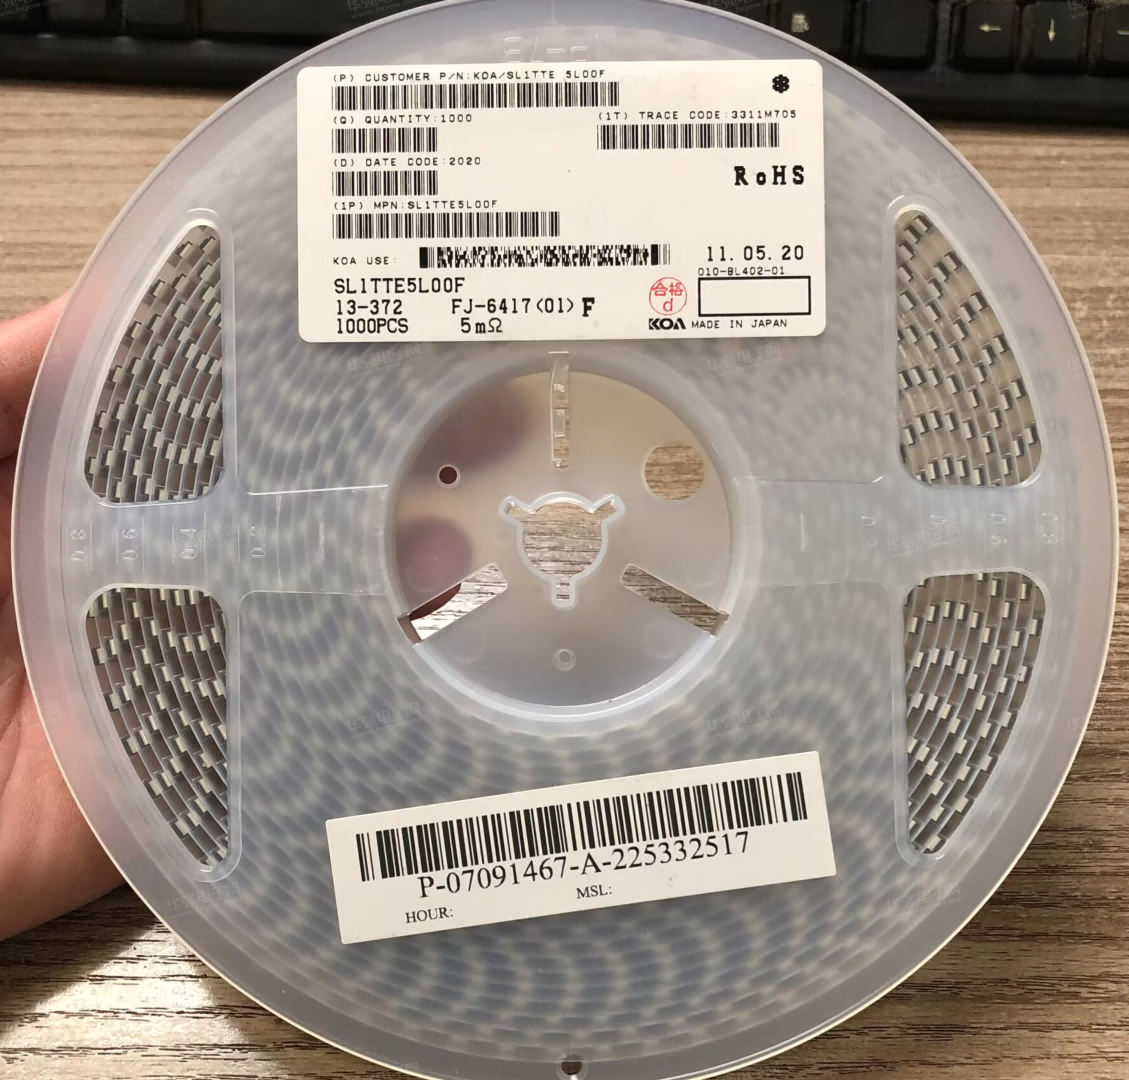 (P) CUSTOMER P/N:KOA/SL1TTE 5L00F
(Q) QUANTITY:1000
(1T) TRACE CODE:3311M705
(D) DATE CODE:2020
RoHS
(1P) MPN:SL1TTE5L00F
KOA USE:
11.05.20
010-BL402-01
SL1TTE5L00F
13-372 FJ-6417(01) F
1000PCS 5mΩ
合格
d
KOA MADE IN JAPAN
P-07091467-A-225332517
HOUR: MSL: